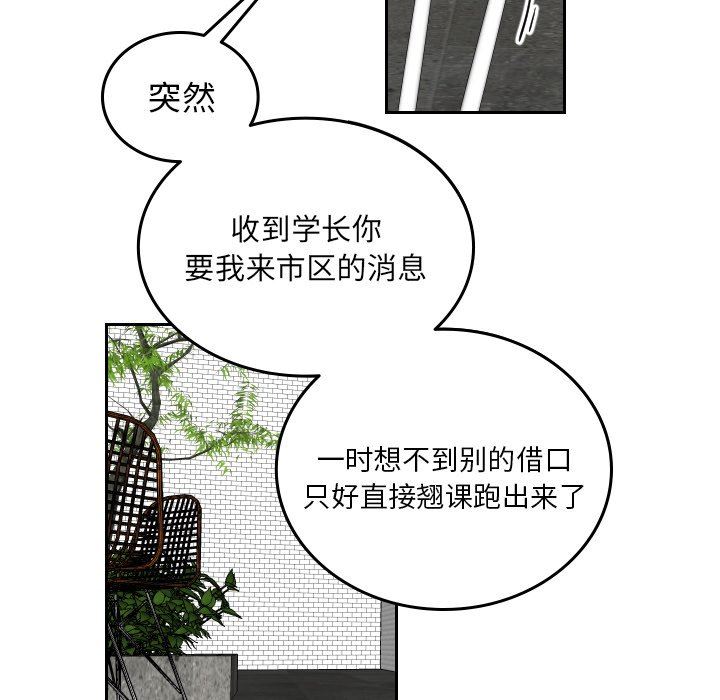 突然
收到学长你
要我来市区的消息
一时想不到别的借口
只好直接翘课跑出来了